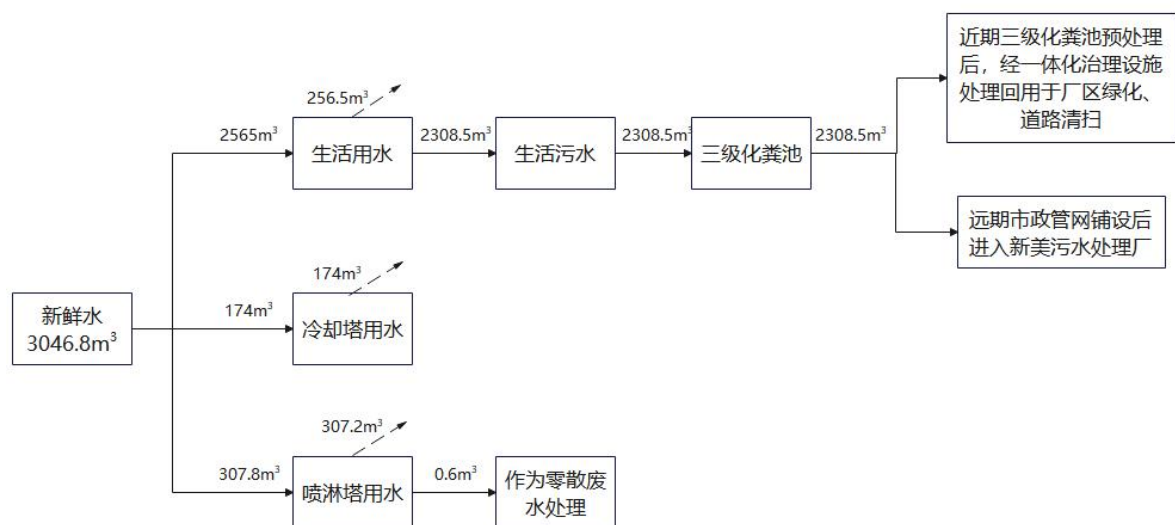 近期三级化粪池预处理
后，经一体化治理设施
处理回用于厂区绿化、
道路清扫
256.5m³
2565m³
生活用水
2308.5m³
生活污水
2308.5m³
三级化粪池
2308.5m³
远期市政管网铺设后
进入新美污水处理厂
174m³
新鲜水
3046.8m³
174m³
冷却塔用水
307.2m³
307.8m³
喷淋塔用水
0.6m³
作为零散废
水处理